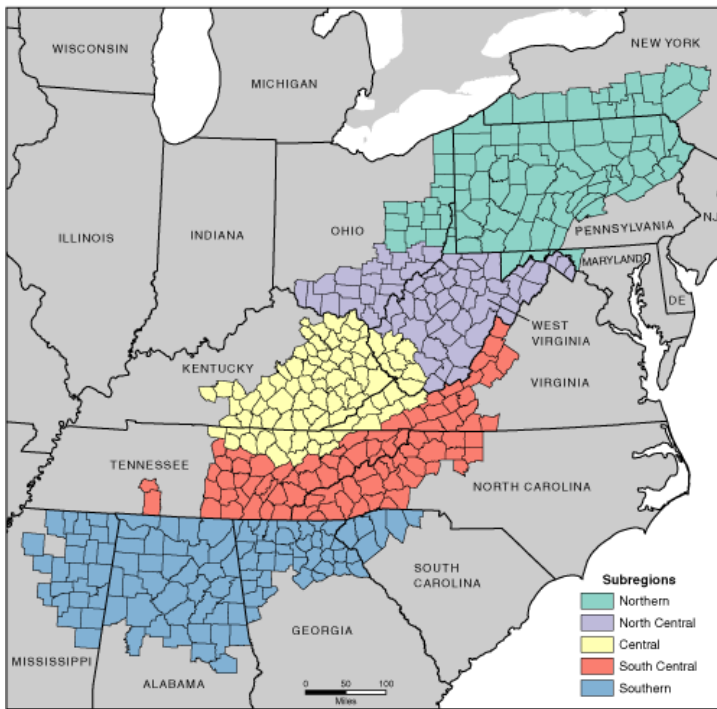 WISCONSIN
NEW YORK
MICHIGAN
ILLINOIS
INDIANA
OHIO
PENNSYLVANIA
NJ
MARYLAND
DE
WEST
VIRGINIA
KENTUCKY
VIRGINIA
TENNESSEE
NORTH CAROLINA
SOUTH
CAROLINA
GEORGIA
MISSISSIPPI
ALABAMA
0 50 100
Miles
Subregions
Northern
North Central
Central
South Central
Southern